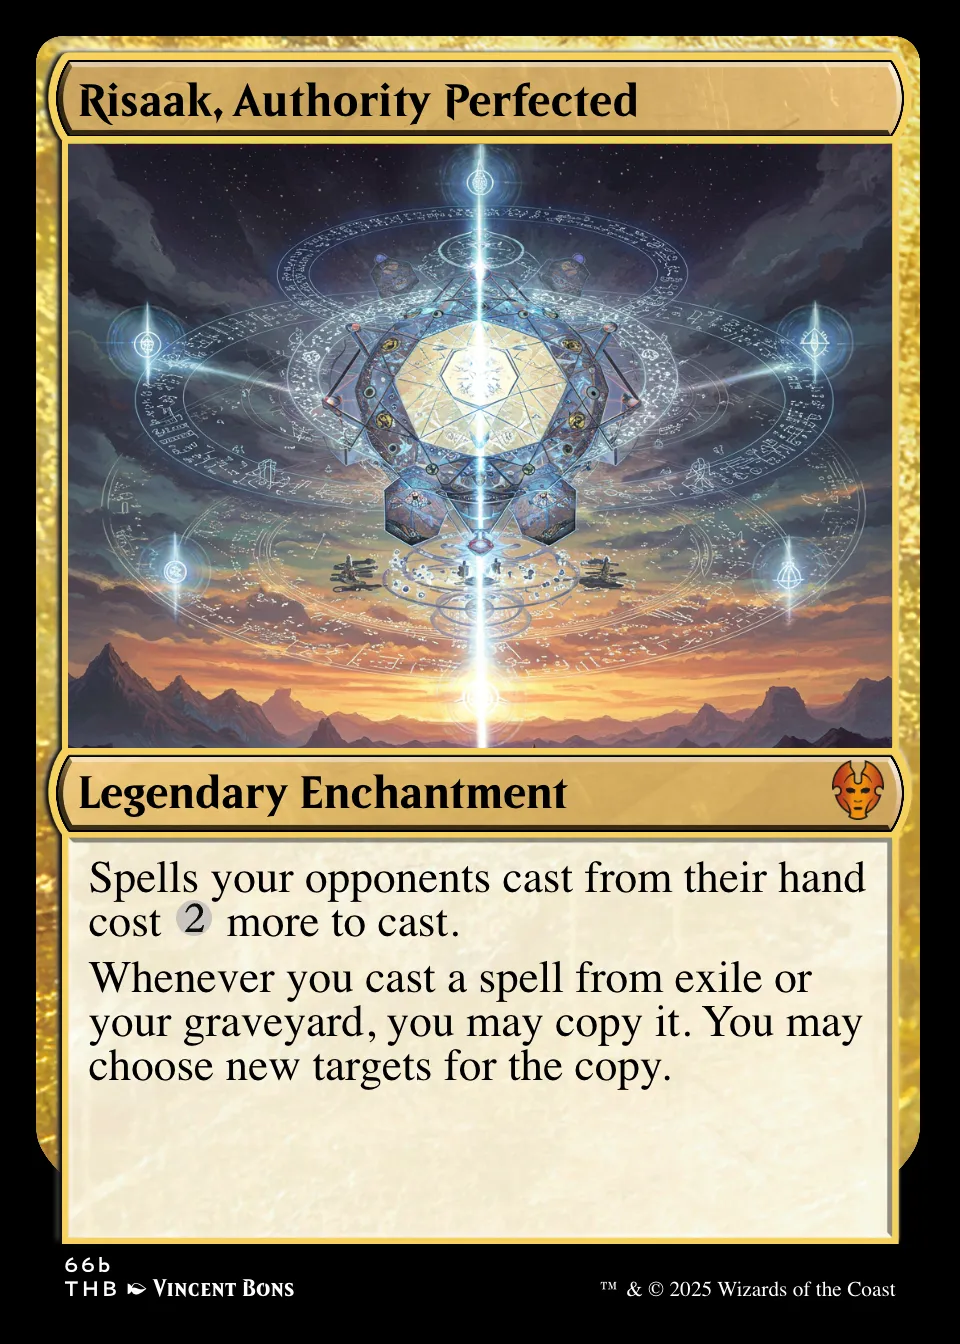 Risaak, Authority Perfected
Legendary Enchantment
Spells your opponents cast from their hand
cost 2 more to cast.
Whenever you cast a spell from exile or
your graveyard, you may copy it. You may
choose new targets for the copy.
66b
THB Vincent Bons
™ & © 2025 Wizards of the Coast